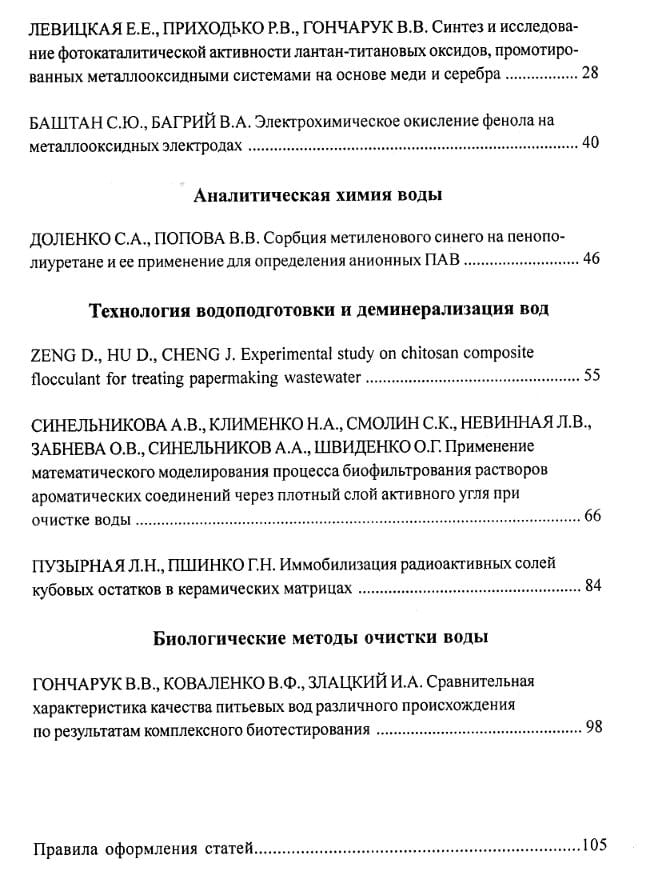 ЛЕВИЦКАЯ Е.Е., ПРИХОДЬКО Р.В., ГОНЧАРУК В.В. Синтез и исследова-
ние фотокаталитической активности лантан-титановых оксидов, промотиро-
ванных металлооксидными системами на основе меди и серебра ................. 28
БАШТАН С.Ю., БАГРИЙ В.А. Электрохимическое окисление фенола на
металлооксидных электродах .............................................................................. 40
Аналитическая химия воды
ДОЛЕНКО С.А., ПОПОВА В.В. Сорбция метиленового синего на пенопо-
лиуретане и ее применение для определения анионных ПАВ ........................... 46
Технология водоподготовки и деминерализация вод
ZENG D., HU D., CHENG J. Experimental study on chitosan composite
flocculant for treating papermaking wastewater ................................................... 55
СИНЕЛЬНИКОВА А.В., КЛИМЕНКО Н.А., СМОЛИН С.К., НЕВИННАЯ Л.В.,
ЗАБНЕВА О.В., СИНЕЛЬНИКОВ А.А., ШВИДЕНКО О.Г. Применение
математического моделирования процесса биофильтрования растворов
ароматических соединений через плотный слой активного угля при
очистке воды ......................................................................................................... 66
ПУЗЫРНАЯ Л.Н., ПШИНКО Г.Н. Иммобилизация радиоактивных солей
кубовых остатков в керамических матрицах ..................................................... 84
Биологические методы очистки воды
ГОНЧАРУК В.В., КОВАЛЕНКО В.Ф., ЗЛАЦКИЙ И.А. Сравнительная
характеристика качества питьевых вод различного происхождения
по результатам комплексного биотестирования ................................................. 98
Правила оформления статей..............................................................................105